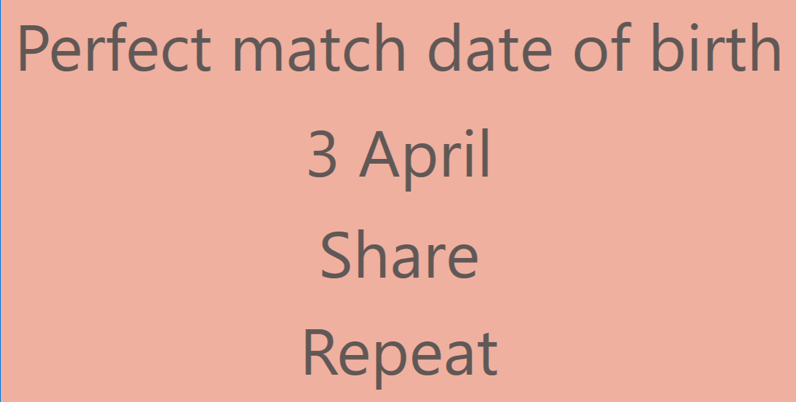 Perfect match date of birth
3 April
Share
Repeat